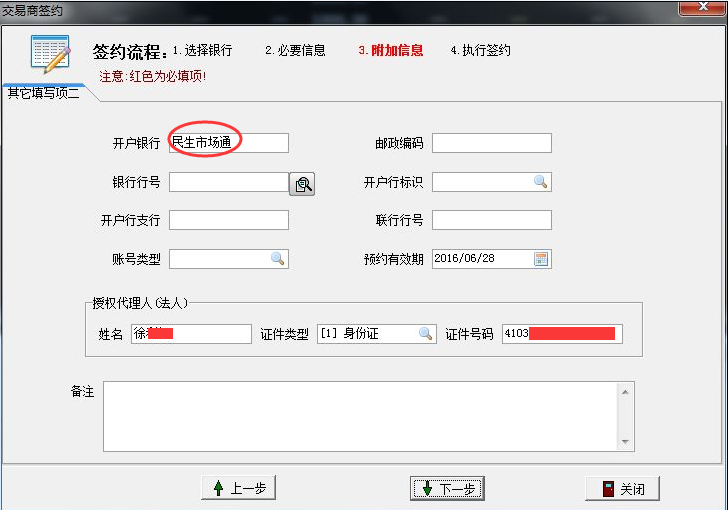 交易商签约
签约流程: 1.选择银行 2.必要信息 3.附加信息 4.执行签约
注意:红色为必填项!
其它填写项二
开户银行 民生市场通 邮政编码
银行行号 开户行标识
开户行支行 联行行号
账号类型 预约有效期 2016/06/28
授权代理人(法人)
姓名 徐 证件类型 [1] 身份证 证件号码 4103
备注
上一步 下一步 关闭